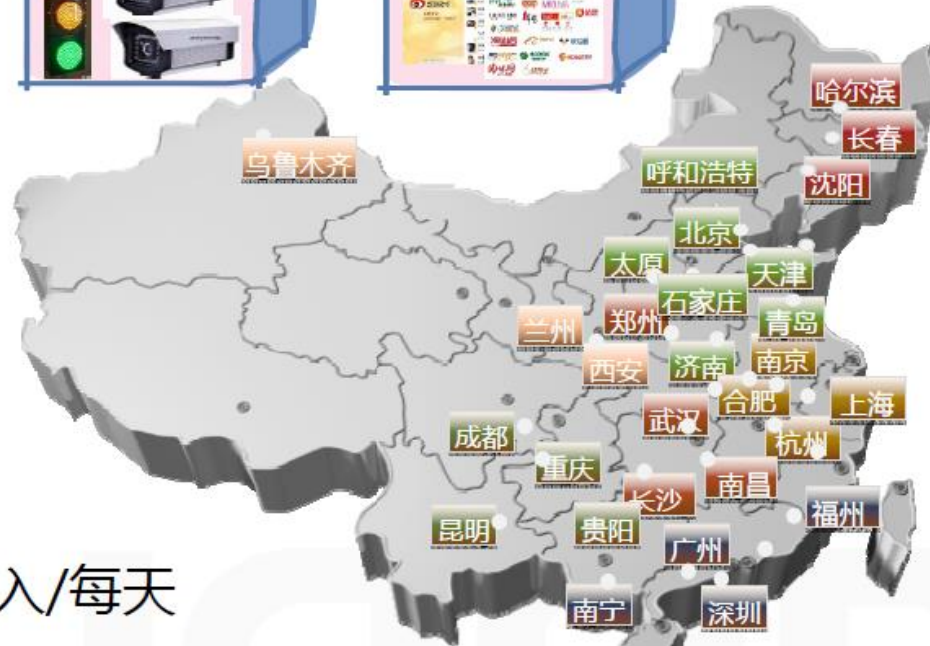 哈尔滨
长春
乌鲁木齐
呼和浩特
沈阳
北京
太原
天津
石家庄
兰州
郑州
青岛
西安
济南
南京
合肥
上海
武汉
成都
杭州
重庆
南昌
长沙
福州
昆明
贵阳
广州
入/每天
南宁
深圳